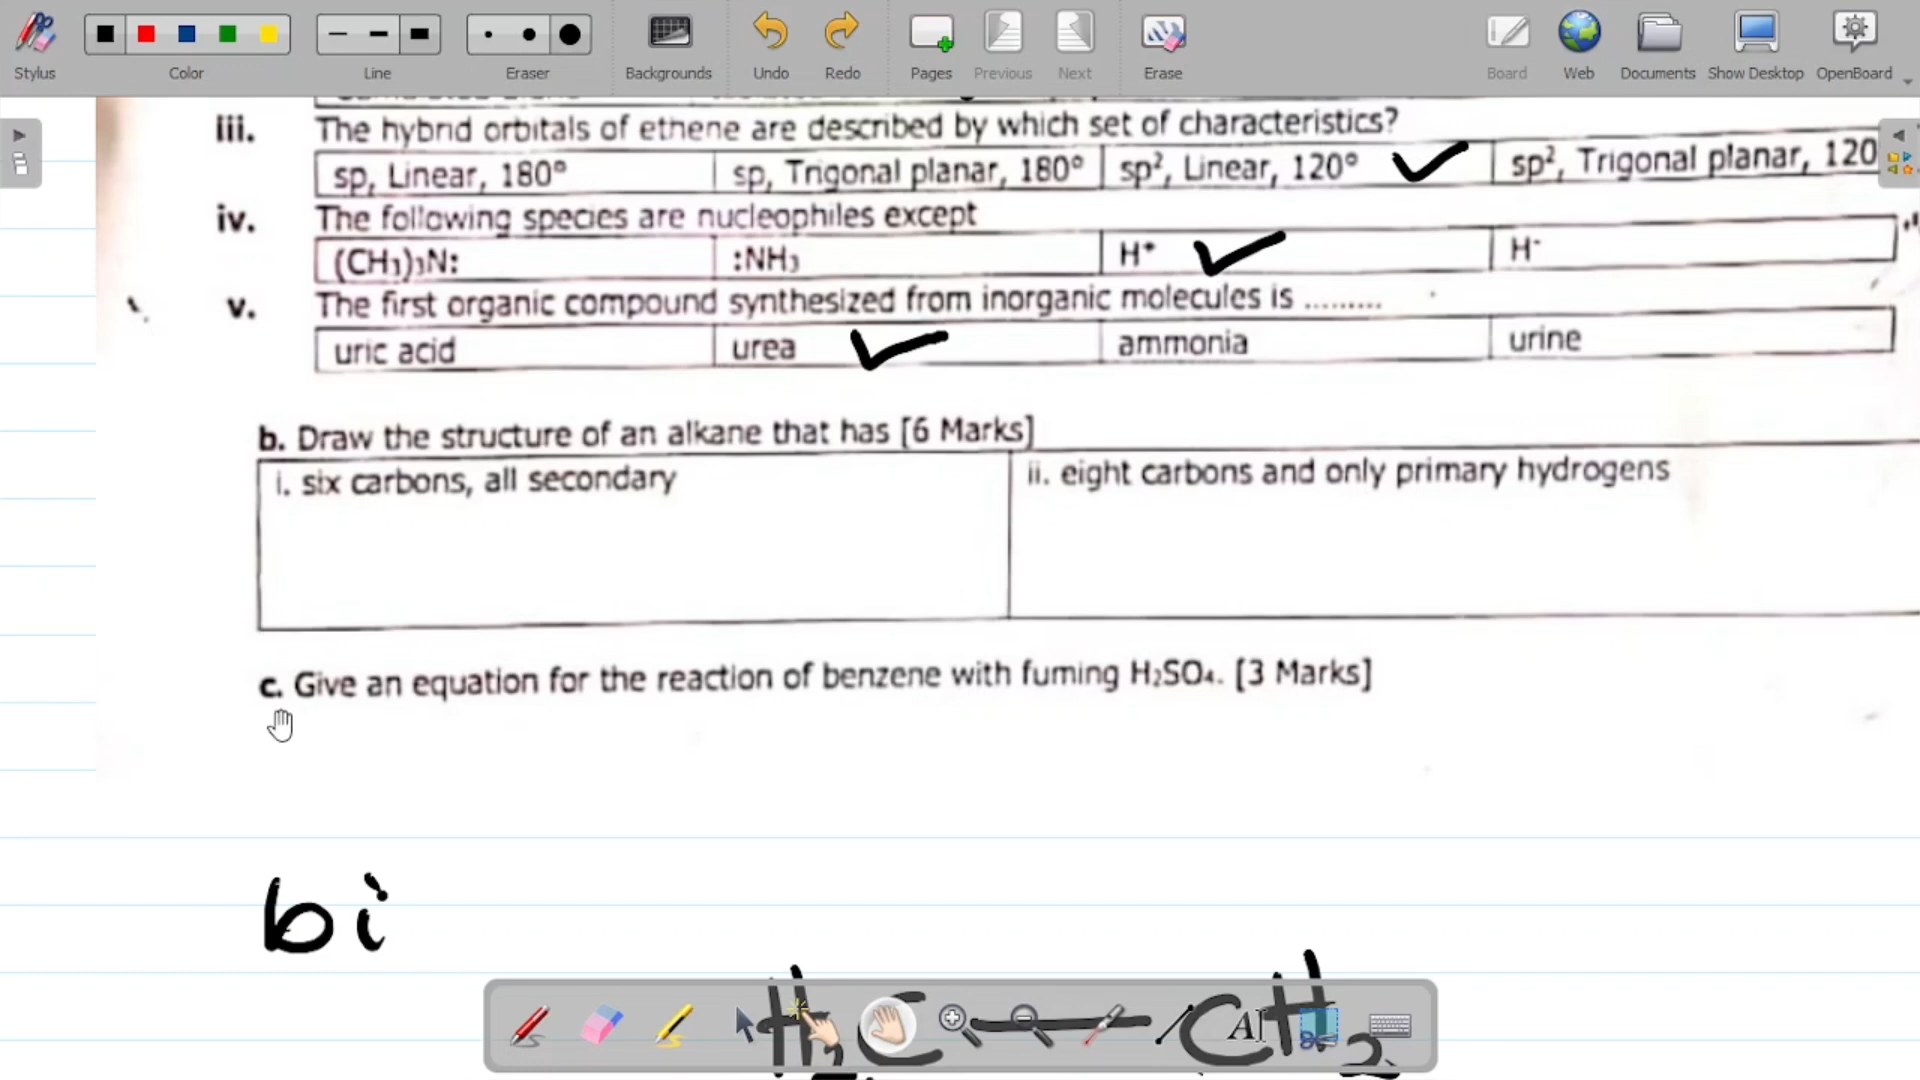 Stylus Color Line Eraser Backgrounds Undo Redo Pages Previous Next Erase Board Web Documents Show Desktop OpenBoard
iii. The hybrid orbitals of ethene are described by which set of characteristics?
sp, Linear, 180° sp, Trigonal planar, 180° sp², Linear, 120° sp², Trigonal planar, 120
iv. The following species are nucleophiles except
(CH₃)₃N: :NH₃ H⁺ H⁻
v. The first organic compound synthesized from inorganic molecules is .........
uric acid urea ammonia urine
b. Draw the structure of an alkane that has [6 Marks]
i. six carbons, all secondary ii. eight carbons and only primary hydrogens
c. Give an equation for the reaction of benzene with fuming H₂SO₄. [3 Marks]
bi
H₂C CH₂